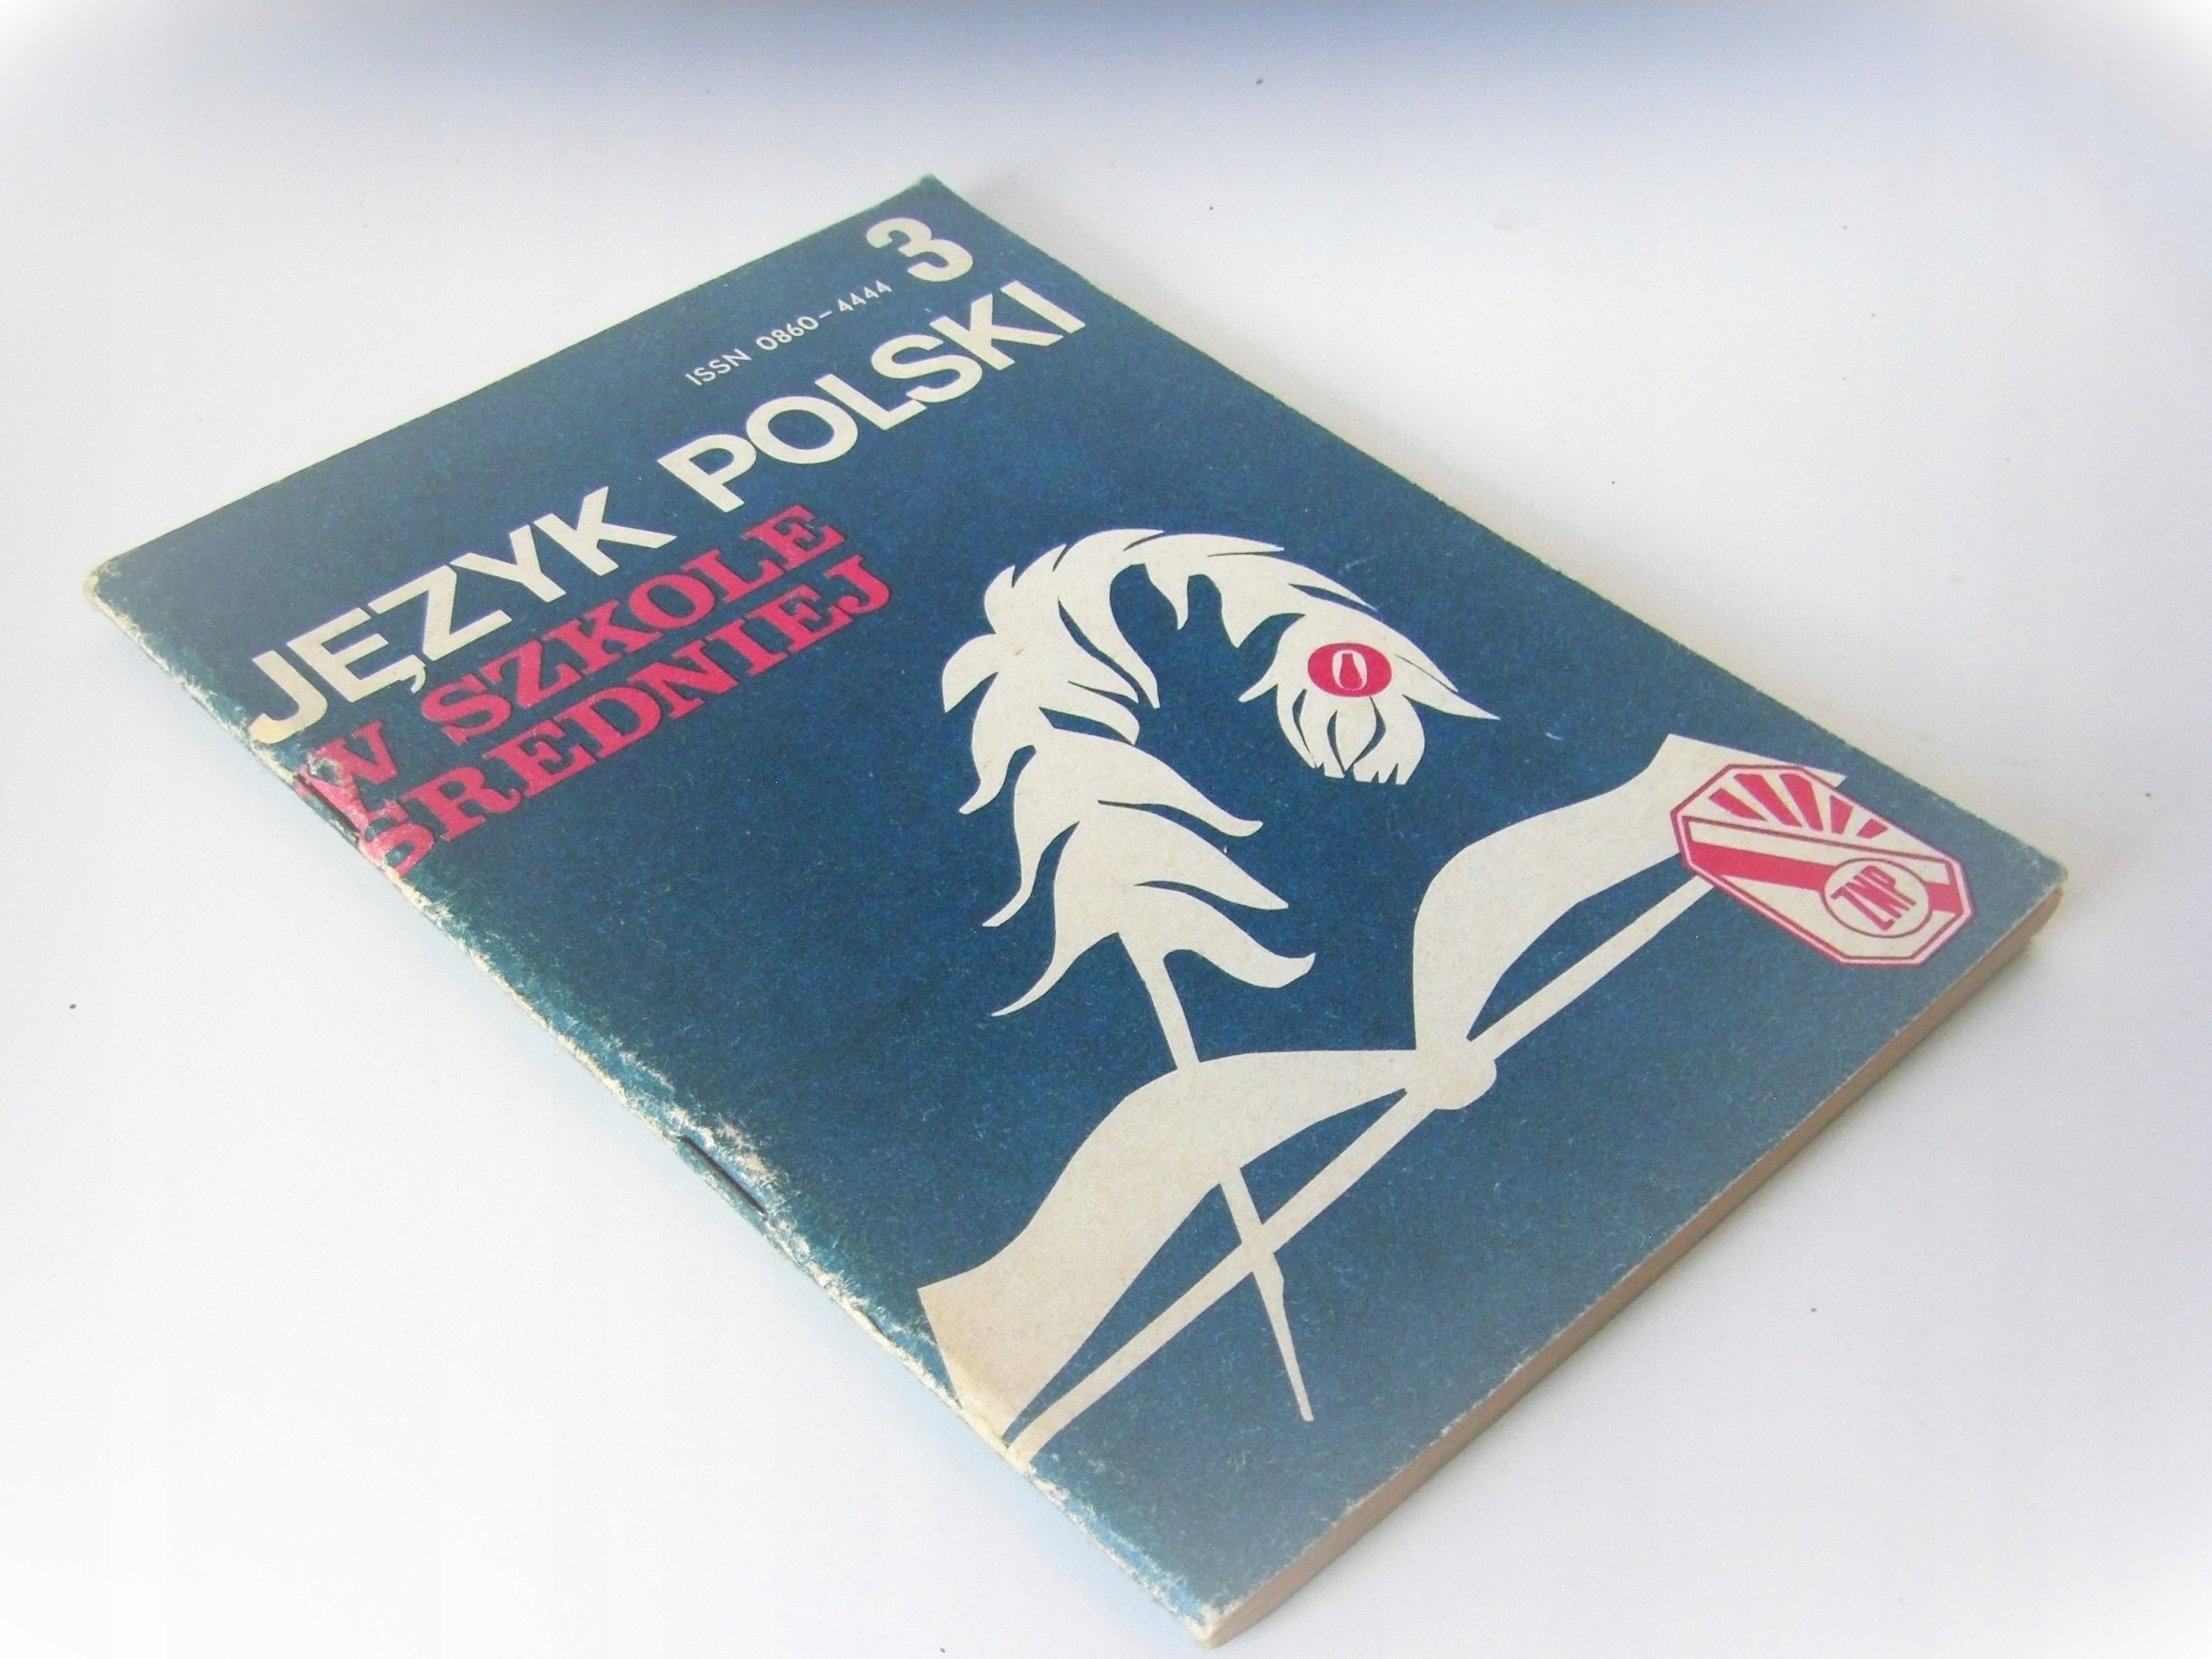 ISSN 0860-4444 3
JĘZYK POLSKI
W SZKOLE
ŚREDNIEJ
ZNP